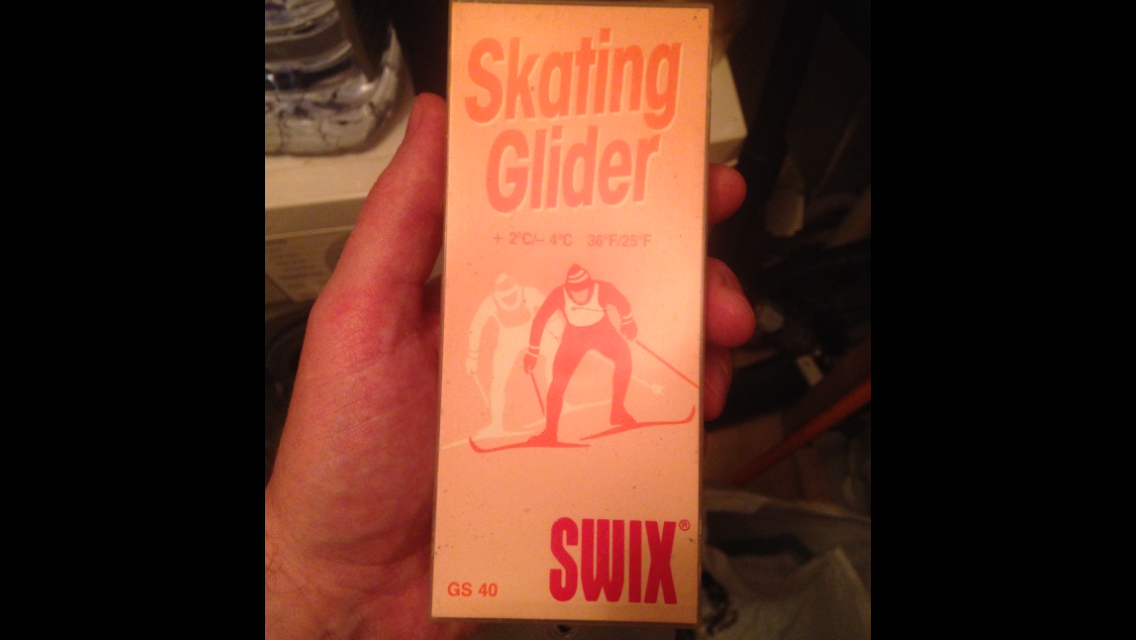 Skating
Glider
+ 2°C/– 4°C 36°F/25°F
SWIX®
GS 40